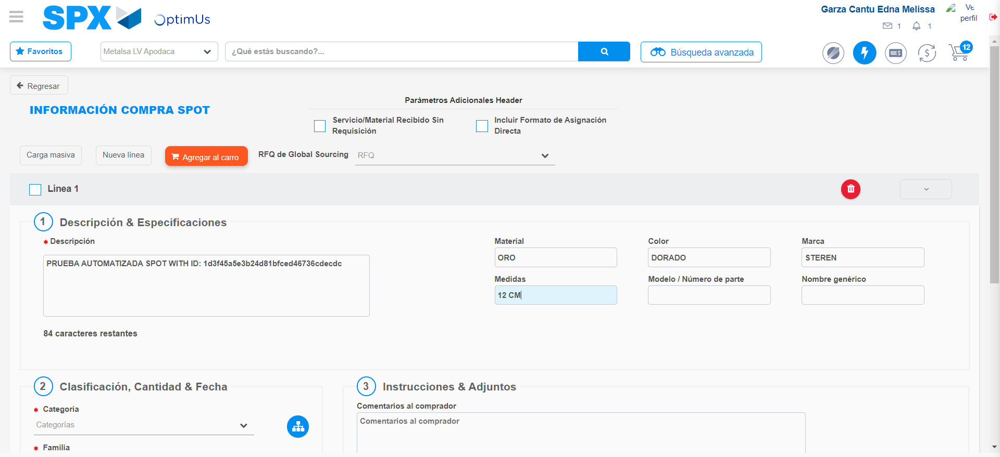 SPX
OptimUs
Garza Cantu Edna Melissa
1
1
perfil
Favoritos
Metalsa LV Apodaca
¿Qué estás buscando?...
Búsqueda avanzada
12
Regresar
INFORMACIÓN COMPRA SPOT
Parámetros Adicionales Header
Servicio/Material Recibido Sin
Requisición
Incluir Formato de Asignación
Directa
Carga masiva
Nueva línea
Agregar al carro
RFQ de Global Sourcing
RFQ
Línea 1
1
Descripción & Especificaciones
* Descripción
PRUEBA AUTOMATIZADA SPOT WITH ID: 1d3f45a5e3b24d81bfced46736cdecdc
84 caracteres restantes
Material
ORO
Color
DORADO
Marca
STEREN
Medidas
12 CM
Modelo / Número de parte
Nombre genérico
2
Clasificación, Cantidad & Fecha
* Categoría
Categorías
* Familia
3
Instrucciones & Adjuntos
Comentarios al comprador
Comentarios al comprador